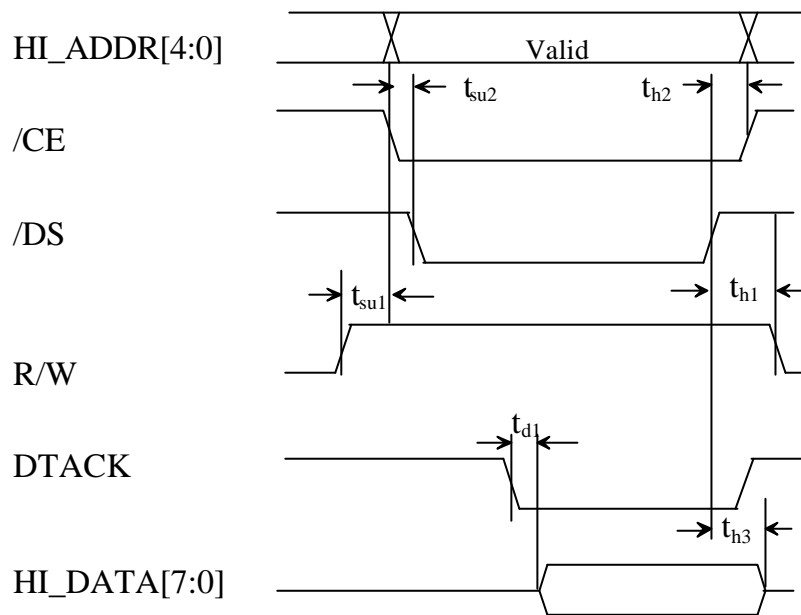 HI_ADDR[4:0]
Valid
tsu2
th2
/CE
/DS
tsu1
th1
R/W
td1
DTACK
th3
HI_DATA[7:0]